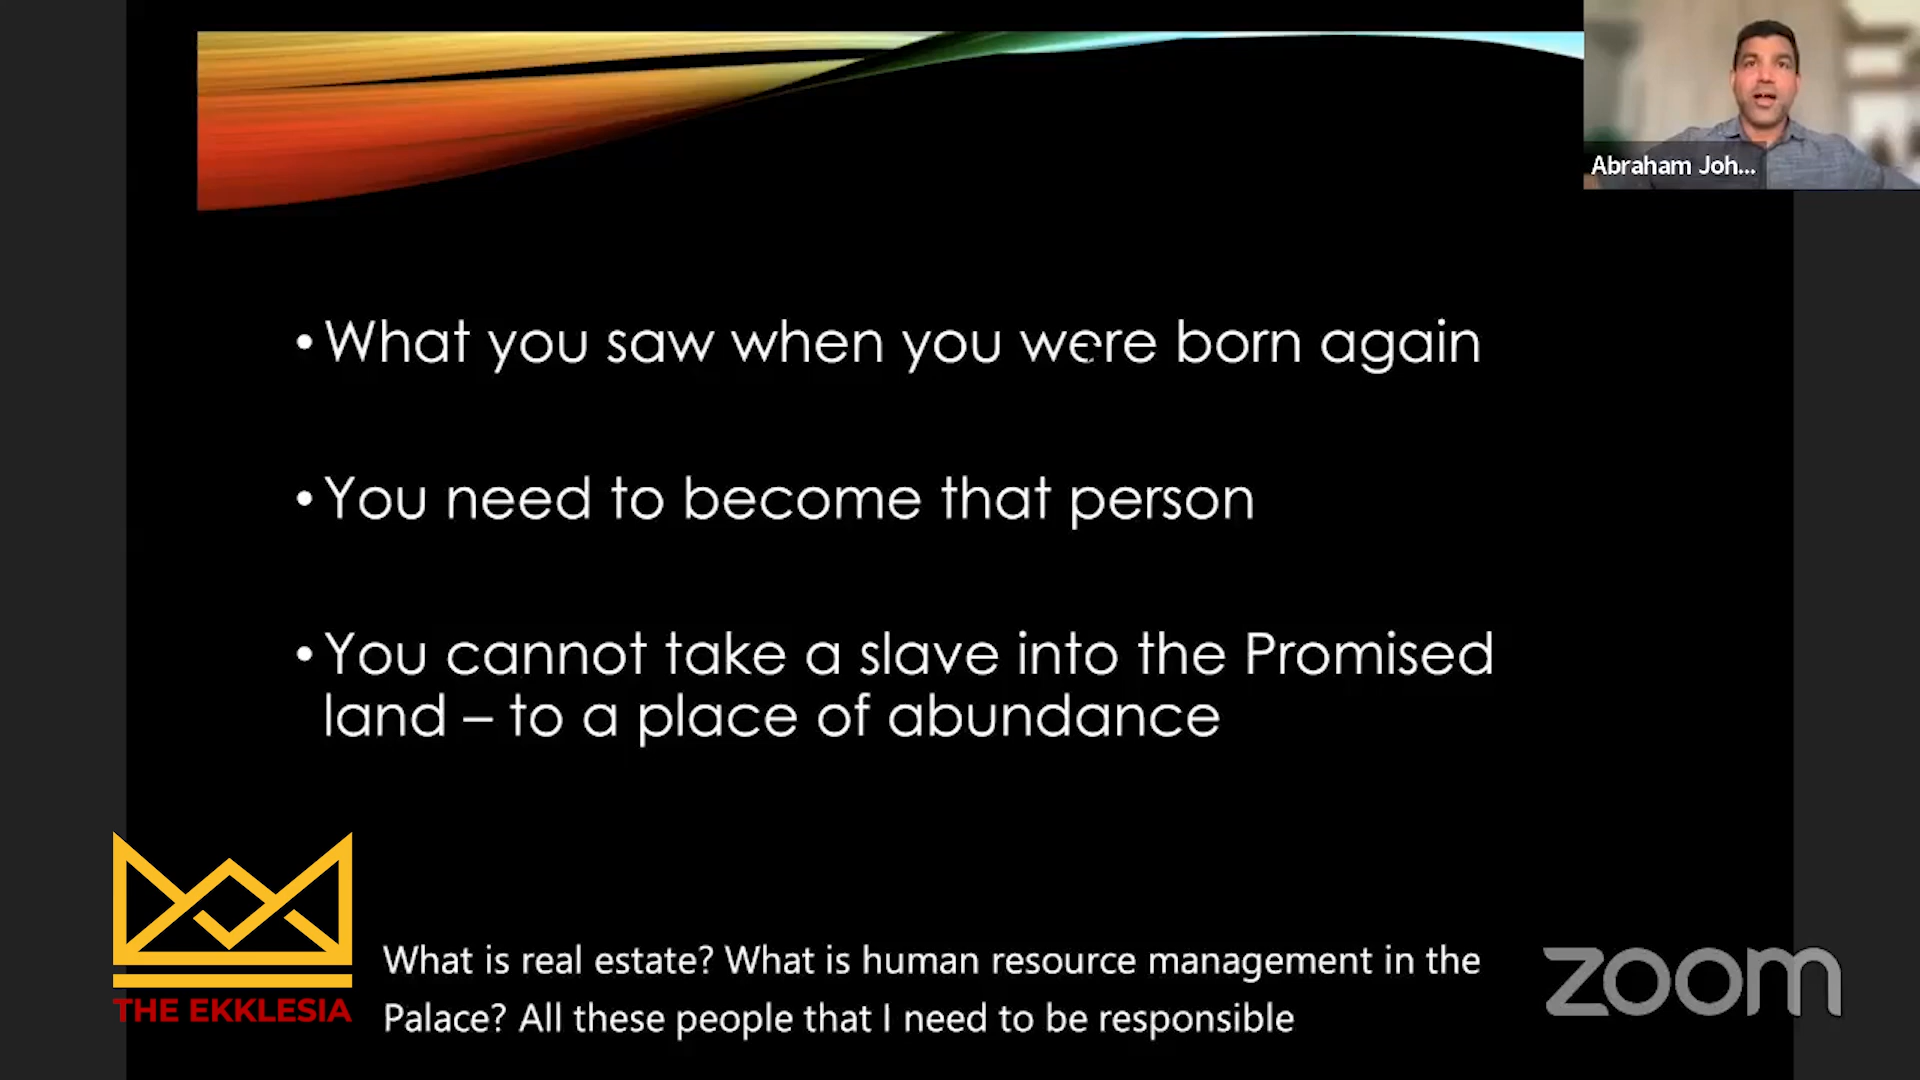 Abraham Joh...
• What you saw when you were born again
• You need to become that person
• You cannot take a slave into the Promised
land – to a place of abundance
THE EKKLESIA
What is real estate? What is human resource management in the
Palace? All these people that I need to be responsible
zoom